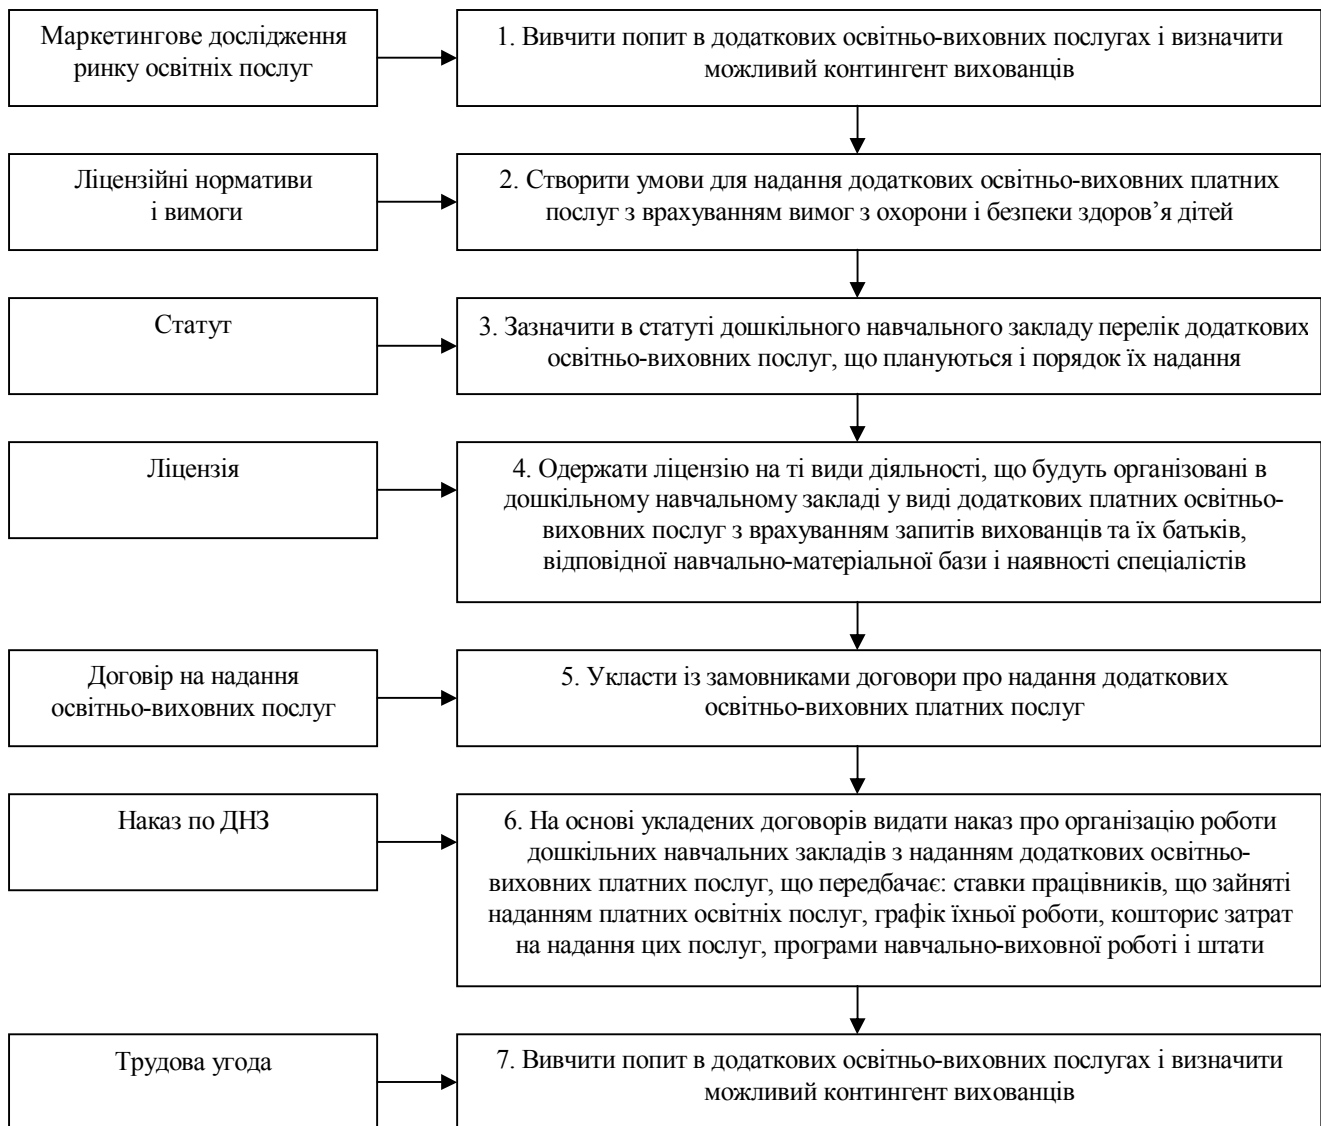 Маркетингове дослідження
ринку освітніх послуг
1. Вивчити попит в додаткових освітньо-виховних послугах і визначити
можливий контингент вихованців
Ліцензійні нормативи
і вимоги
2. Створити умови для надання додаткових освітньо-виховних платних
послуг з врахуванням вимог з охорони і безпеки здоров’я дітей
Статут
3. Зазначити в статуті дошкільного навчального закладу перелік додаткових
освітньо-виховних послуг, що плануються і порядок їх надання
Ліцензія
4. Одержати ліцензію на ті види діяльності, що будуть організовані в
дошкільному навчальному закладі у виді додаткових платних освітньо-
виховних послуг з врахуванням запитів вихованців та їх батьків,
відповідної навчально-матеріальної бази і наявності спеціалістів
Договір на надання
освітньо-виховних послуг
5. Укласти із замовниками договори про надання додаткових
освітньо-виховних платних послуг
Наказ по ДНЗ
6. На основі укладених договорів видати наказ про організацію роботи
дошкільних навчальних закладів з наданням додаткових освітньо-
виховних платних послуг, що передбачає: ставки працівників, що зайняті
наданням платних освітніх послуг, графік їхньої роботи, кошторис затрат
на надання цих послуг, програми навчально-виховної роботі і штати
Трудова угода
7. Вивчити попит в додаткових освітньо-виховних послугах і визначити
можливий контингент вихованців